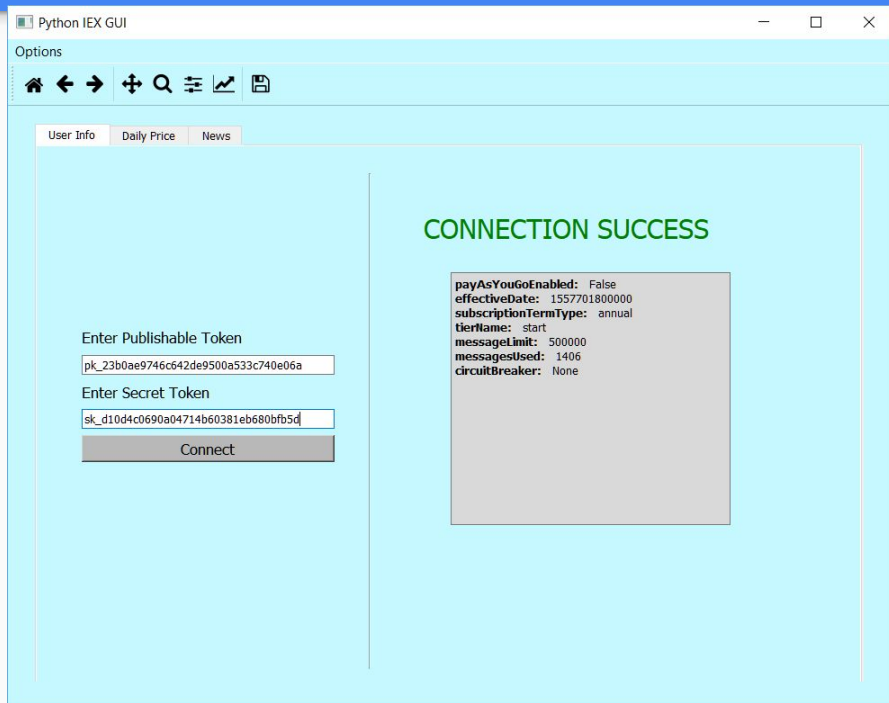 Python IEX GUI
Options
User Info Daily Price News
CONNECTION SUCCESS
Enter Publishable Token
pk_23b0ae9746c642de9500a533c740e06a
Enter Secret Token
sk_d10d4c0690a04714b60381eb680bfb5d
Connect
payAsYouGoEnabled: False
effectiveDate: 1557701800000
subscriptionTermType: annual
tierName: start
messageLimit: 500000
messagesUsed: 1406
circuitBreaker: None